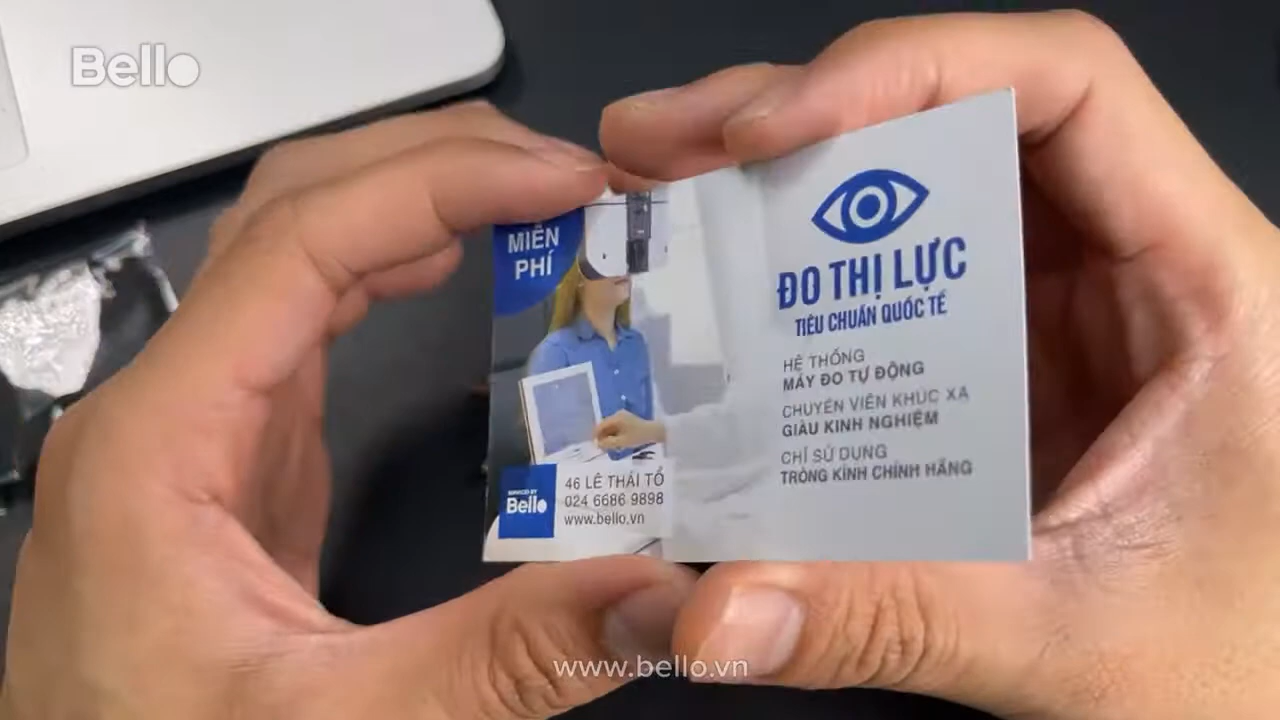 Bello
MIỄN
PHÍ
ĐO THỊ LỰC
TIÊU CHUẨN QUỐC TẾ
HỆ THỐNG
MÁY ĐO TỰ ĐỘNG
CHUYÊN VIÊN KHÚC XẠ
GIÀU KINH NGHIỆM
CHỈ SỬ DỤNG
TRÒNG KÍNH CHÍNH HÃNG
SERVICED BY
Bello
46 LÊ THÁI TỔ
024 6686 9898
www.bello.vn
www.bello.vn